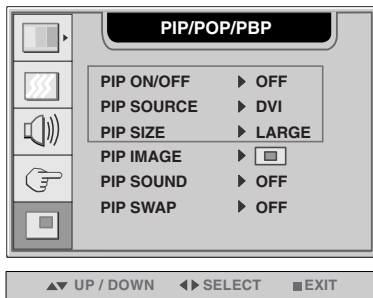 PIP/POP/PBP
PIP ON/OFF ▶ OFF
PIP SOURCE ▶ DVI
PIP SIZE ▶ LARGE
PIP IMAGE ▶
PIP SOUND ▶ OFF
PIP SWAP ▶ OFF
▲▼ UP / DOWN ◀▶ SELECT ■ EXIT